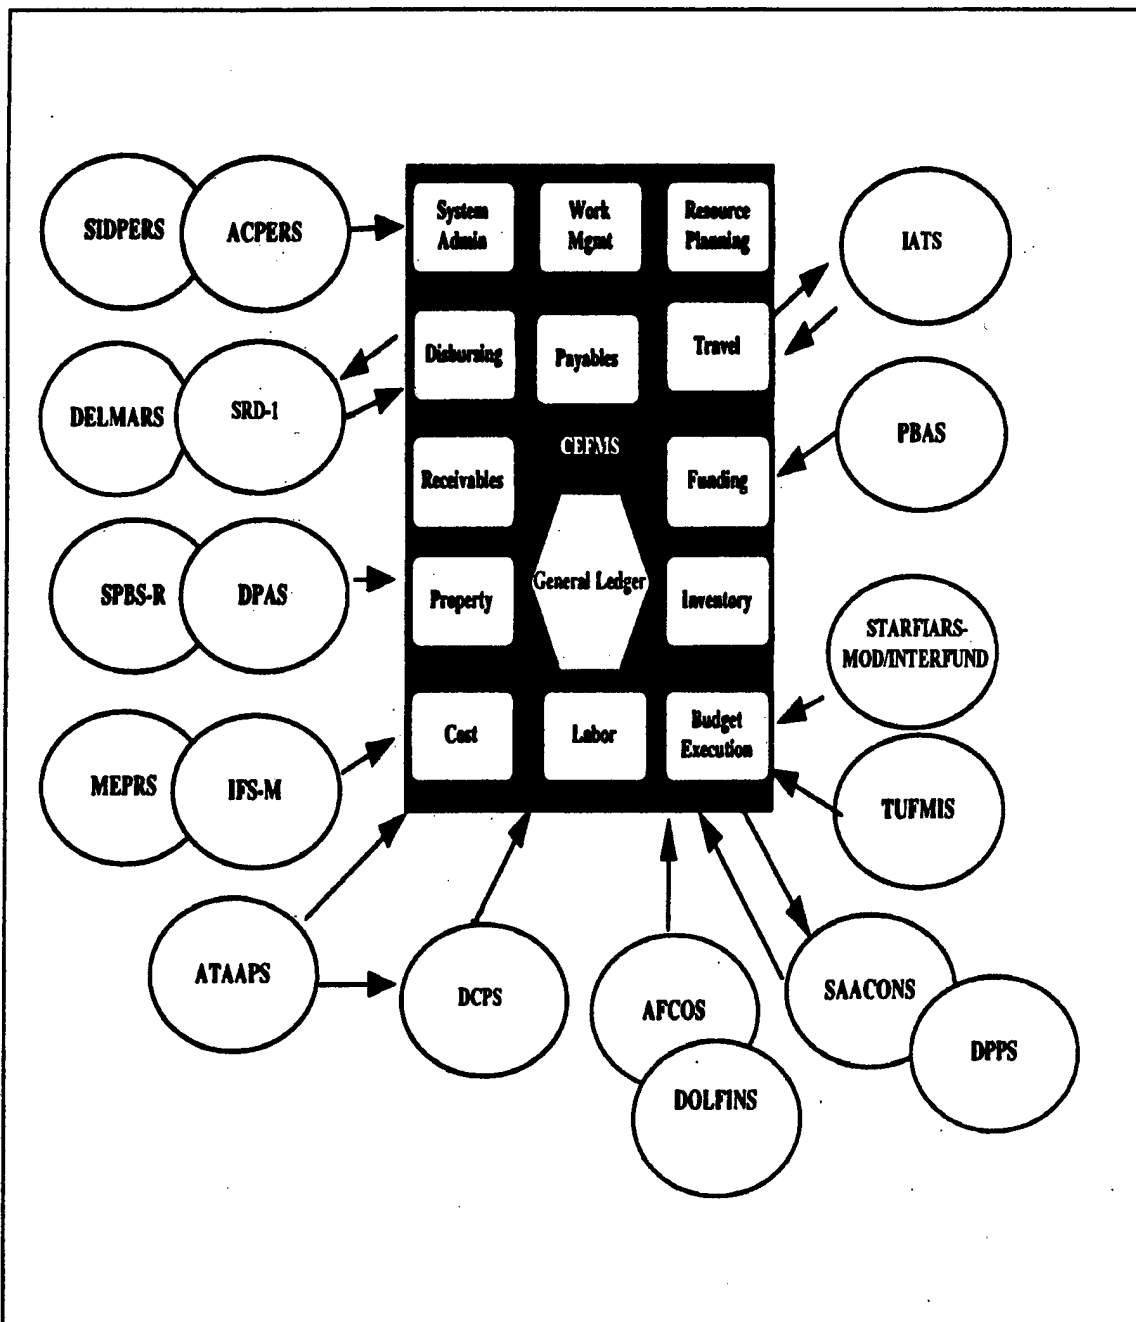 SIDPERS
ACPERS
System
Admin
Work
Mgmt
Resource
Planning
IATS
DELMARS
SRD-1
Disbursing
Payables
Travel
PBAS
CEFMS
Receivables
Funding
SPBS-R
DPAS
Property
General Ledger
Inventory
STARFIARS-
MOD/INTERFUND
MEPRS
IFS-M
Cost
Labor
Budget
Execution
TUFMIS
ATAAPS
DCPS
AFCOS
SAACONS
DPPS
DOLFINS